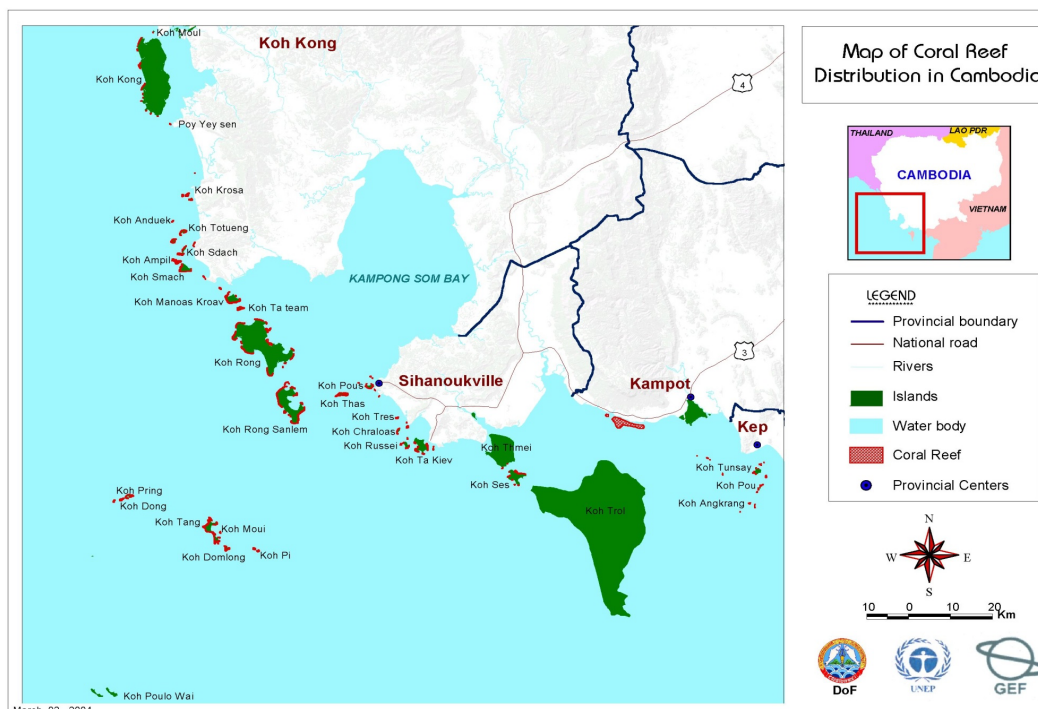 Map of Coral Reef
Distribution in Cambodia
Koh Moul
Koh Kong
Koh Kong
4
Poy Yey sen
THAILAND
LAO PDR
CAMBODIA
VIETNAM
Koh Krosa
Koh Anduek
Koh Totueng
Koh Sdach
Koh Ampil
Koh Smach
KAMPONG SOM BAY
Koh Manoas Kroav
Koh Ta team
Koh Rong
3
Koh Pous
Sihanoukville
Kampot
Koh Thas
Koh Rong Sanlem
Koh Tres
Koh Chraloas
Koh Russei
Koh Ta Kiev
Koh Thmei
Kep
Koh Ses
Koh Tunsay
Koh Pou
Koh Angkrang
Koh Trol
Koh Pring
Koh Dong
Koh Tang
Koh Moui
Koh Domlong
Koh Pi
Koh Poulo Wai
LEGEND
Provincial boundary
National road
Rivers
Islands
Water body
Coral Reef
Provincial Centers
N
W
E
S
10 0 10 20 Km
DoF
UNEP
GEF